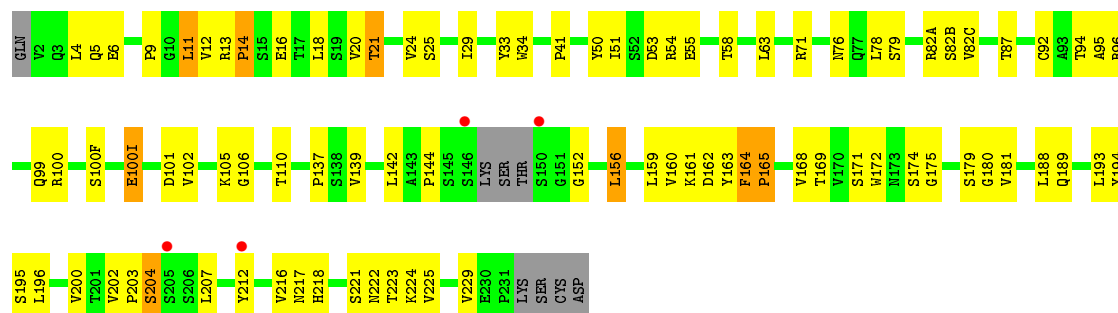 GLN V2 Q3 L4 Q5 E6 P9 G10 L11 V12 R13 P14 S15 E16 T17 L18 S19 V20 T21 V24 S25 I29 Y33 W34 P41 Y50 I51 S52 D53 R54 E55 T58 L63 R71 N76 Q77 L78 S79 R82A S82B V82C T87 C92 A93 T94 A95
Q99 R100 S100F E100I D101 V102 K105 G106 T110 P137 S138 V139 L142 A143 P144 S145 S146 LYS SER THR S150 G151 G152 L156 L159 V160 K161 D162 Y163 F164 P165 V168 T169 V170 S171 W172 N173 S174 G175 S179 G180 V181 L188 Q189 L193
S195 L196 V200 T201 V202 P203 S204 S205 S206 L207 Y212 V216 N217 H218 S221 N222 T223 K224 V225 V229 E230 P231 LYS SER CYS ASP